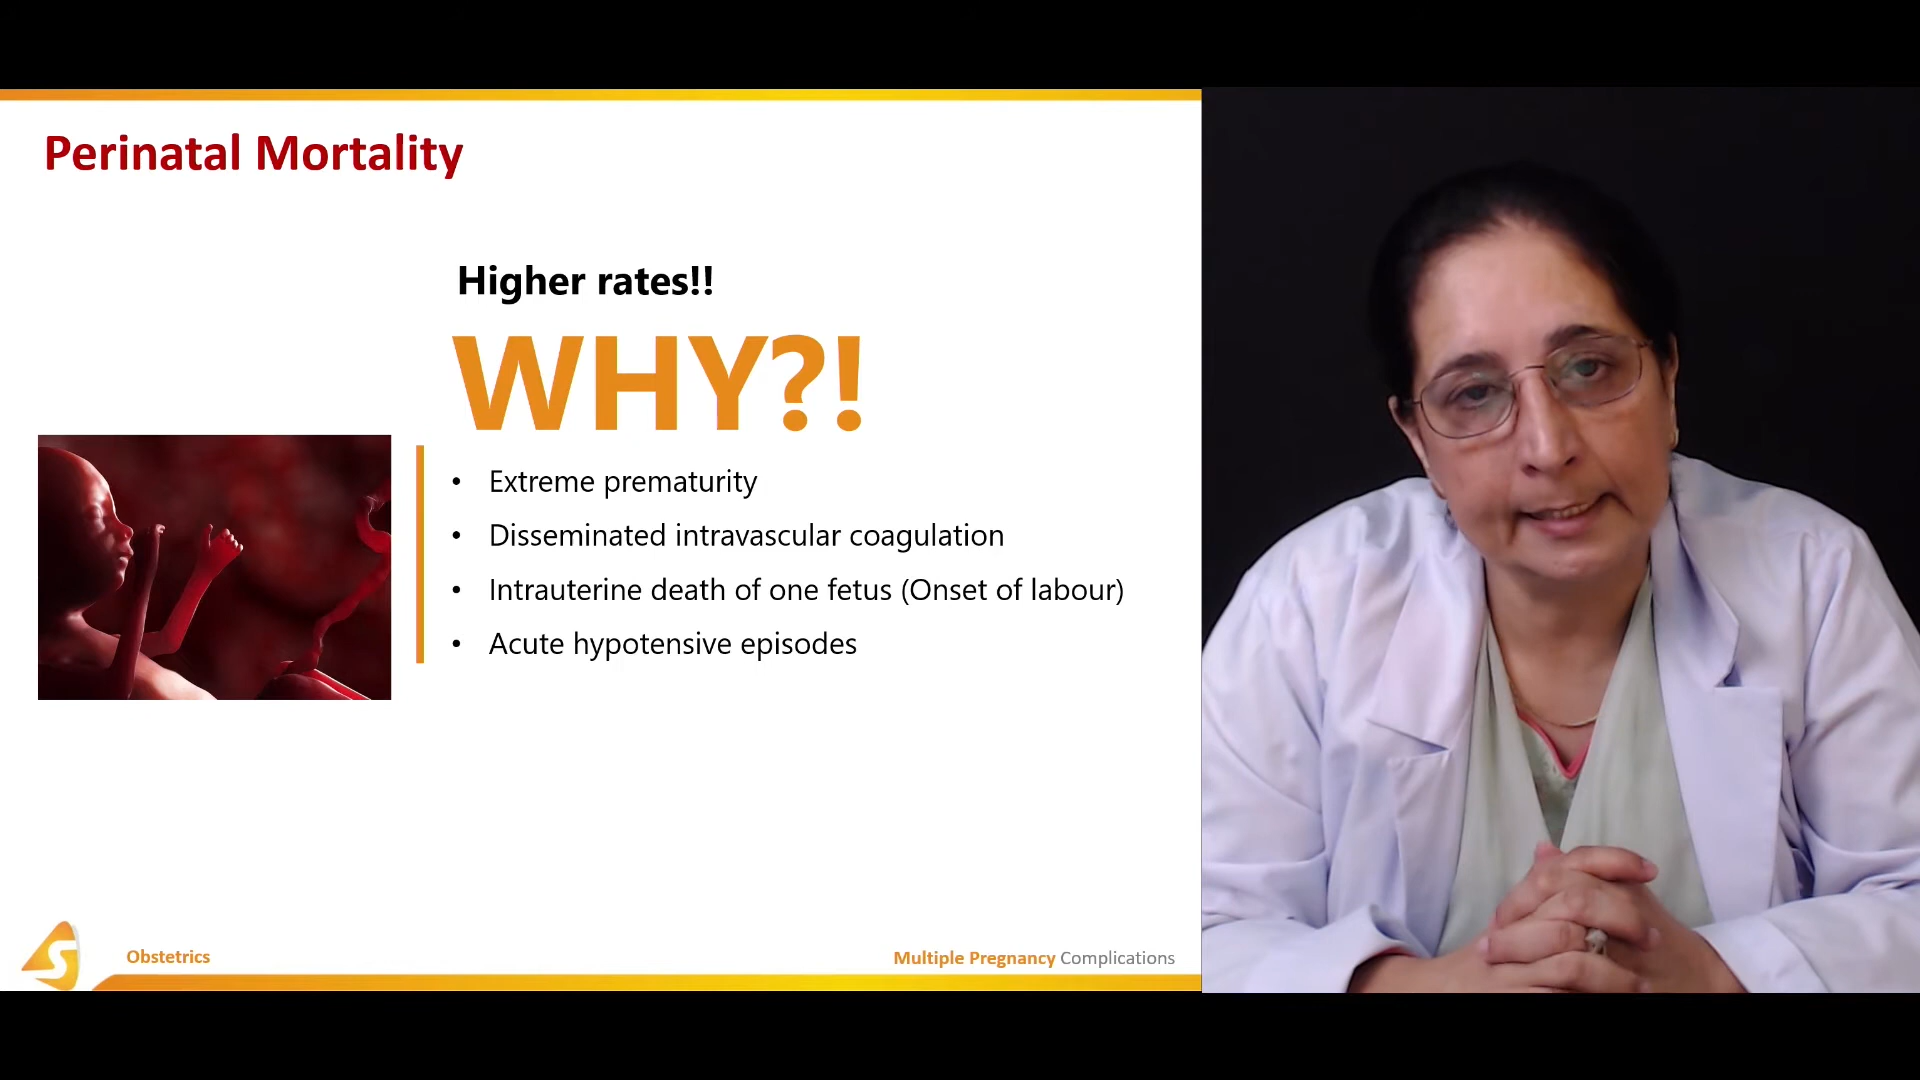 Perinatal Mortality
Higher rates!!
WHY?!
• Extreme prematurity
• Disseminated intravascular coagulation
• Intrauterine death of one fetus (Onset of labour)
• Acute hypotensive episodes
S
Obstetrics
Multiple Pregnancy Complications